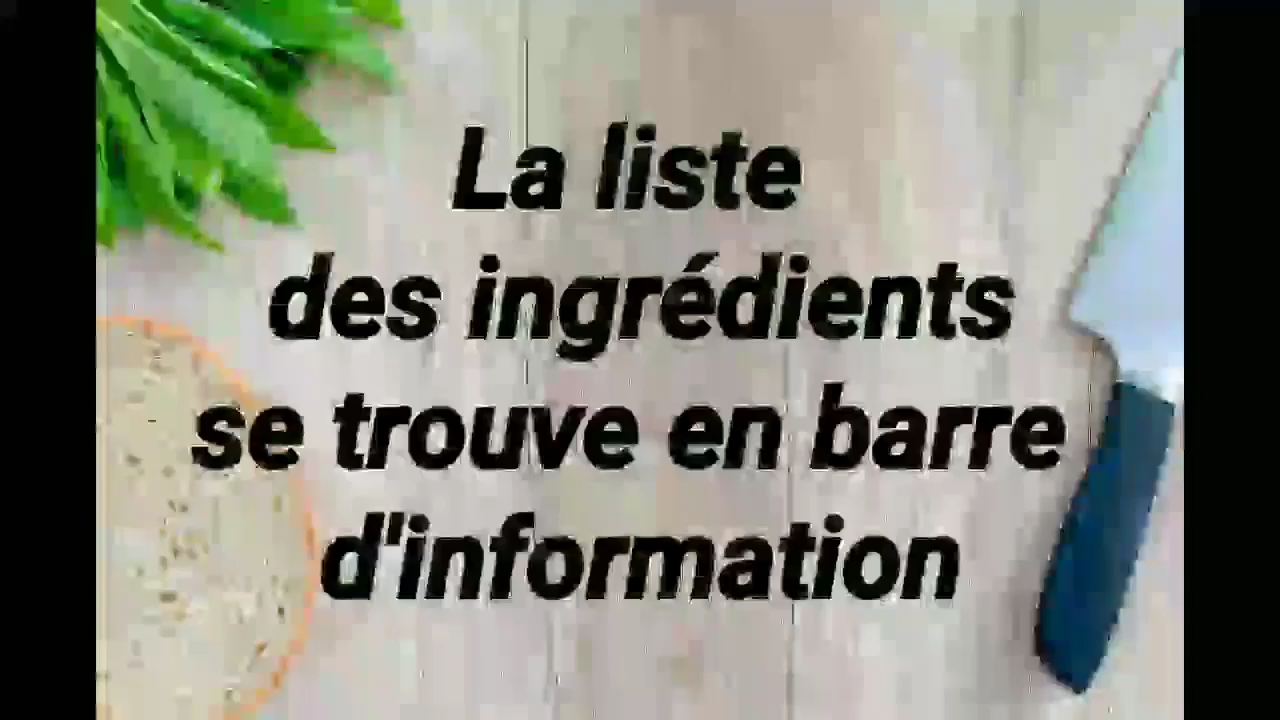 La liste
des ingrédients
se trouve en barre
d'information